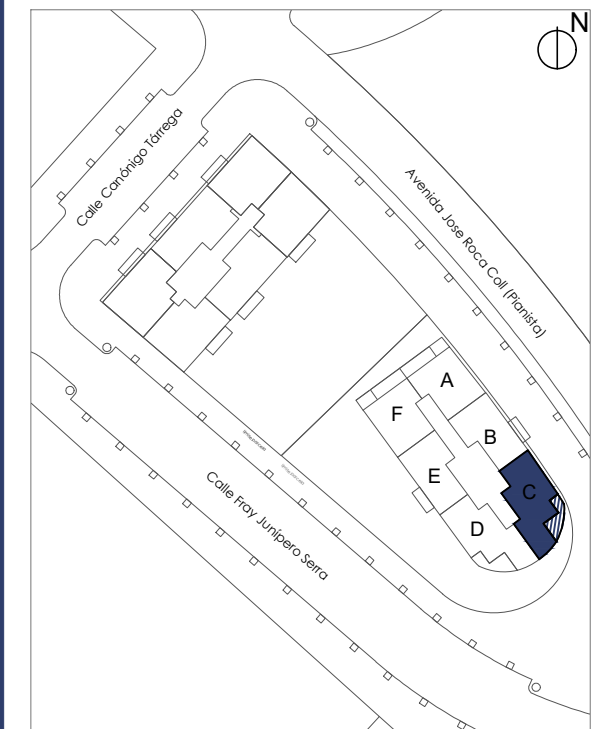 N
Calle Canónigo Tárrega
Avenida Jose Roca Coll (Pianista)
A
F
B
E
C
D
Calle Fray Junípero Serra